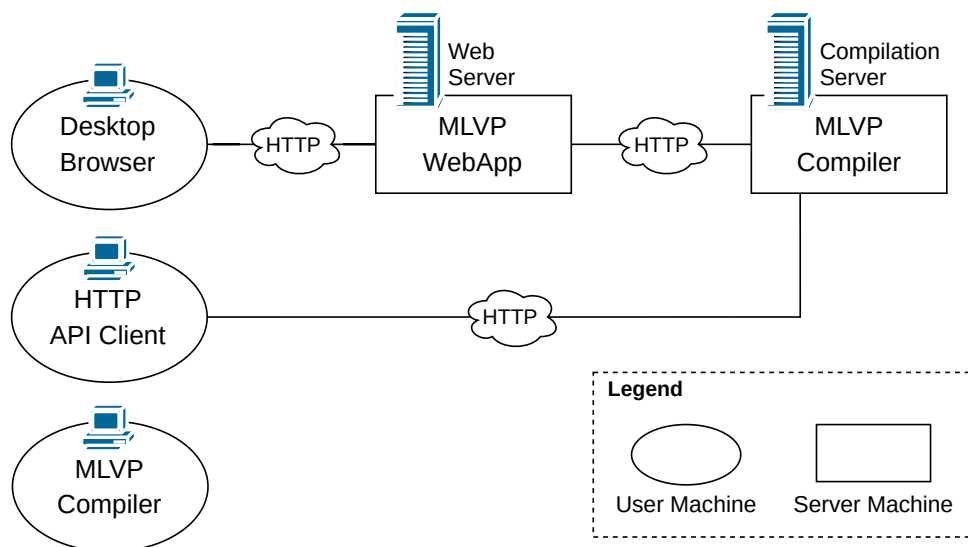 Web
Server
Compilation
Server
Desktop
Browser
HTTP
MLVP
WebApp
HTTP
MLVP
Compiler
HTTP
API Client
HTTP
MLVP
Compiler
Legend
User Machine
Server Machine